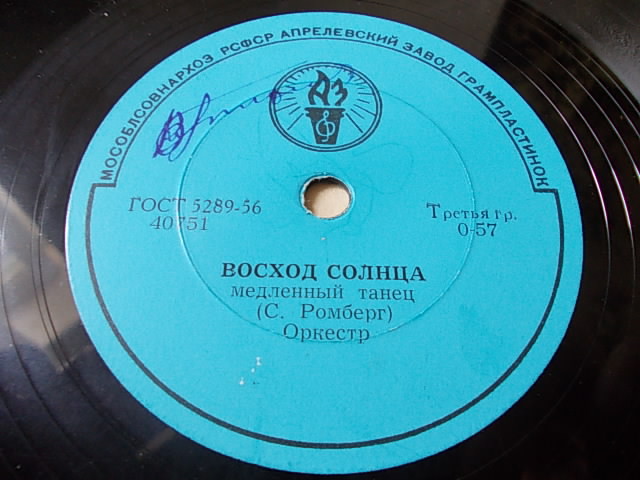 МОСОБЛСОВНАРХОЗ РСФСР АПРЕЛЕВСКИЙ ЗАВОД ГРАМПЛАСТИНОК
АЗ
ГОСТ 5289-56
40751
Третья гр.
0-57
ВОСХОД СОЛНЦА
медленный танец
(С. Ромберг)
Оркестр